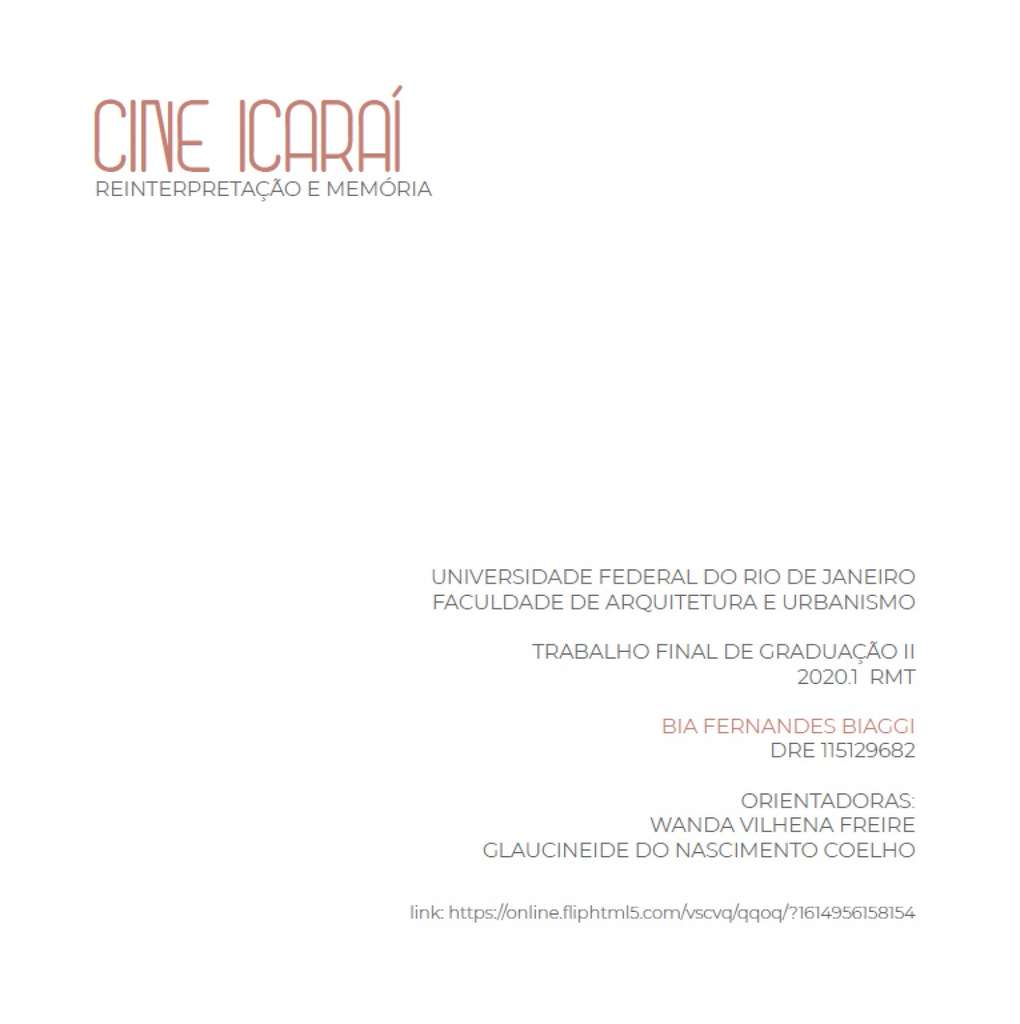 CINE ICARAÍ
REINTERPRETAÇÃO E MEMÓRIA
UNIVERSIDADE FEDERAL DO RIO DE JANEIRO
FACULDADE DE ARQUITETURA E URBANISMO
TRABALHO FINAL DE GRADUAÇÃO II
2020.1 RMT
BIA FERNANDES BIAGGI
DRE 115129682
ORIENTADORAS:
WANDA VILHENA FREIRE
GLAUCINEIDE DO NASCIMENTO COELHO
link: https://online.fliphtml5.com/vscvq/qqoq/?1614956158154